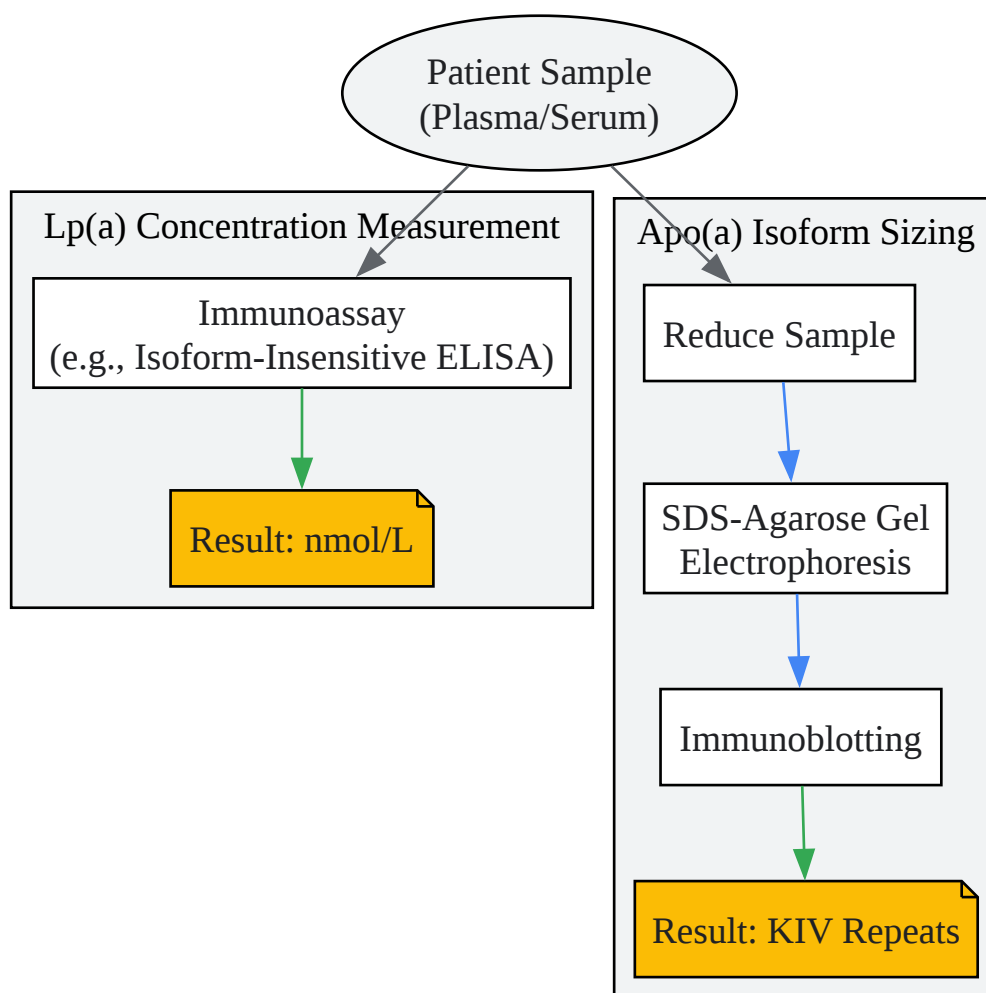 Patient Sample
(Plasma/Serum)
Lp(a) Concentration Measurement
Immunoassay
(e.g., Isoform-Insensitive ELISA)
Result: nmol/L
Apo(a) Isoform Sizing
Reduce Sample
SDS-Agarose Gel
Electrophoresis
Immunoblotting
Result: KIV Repeats